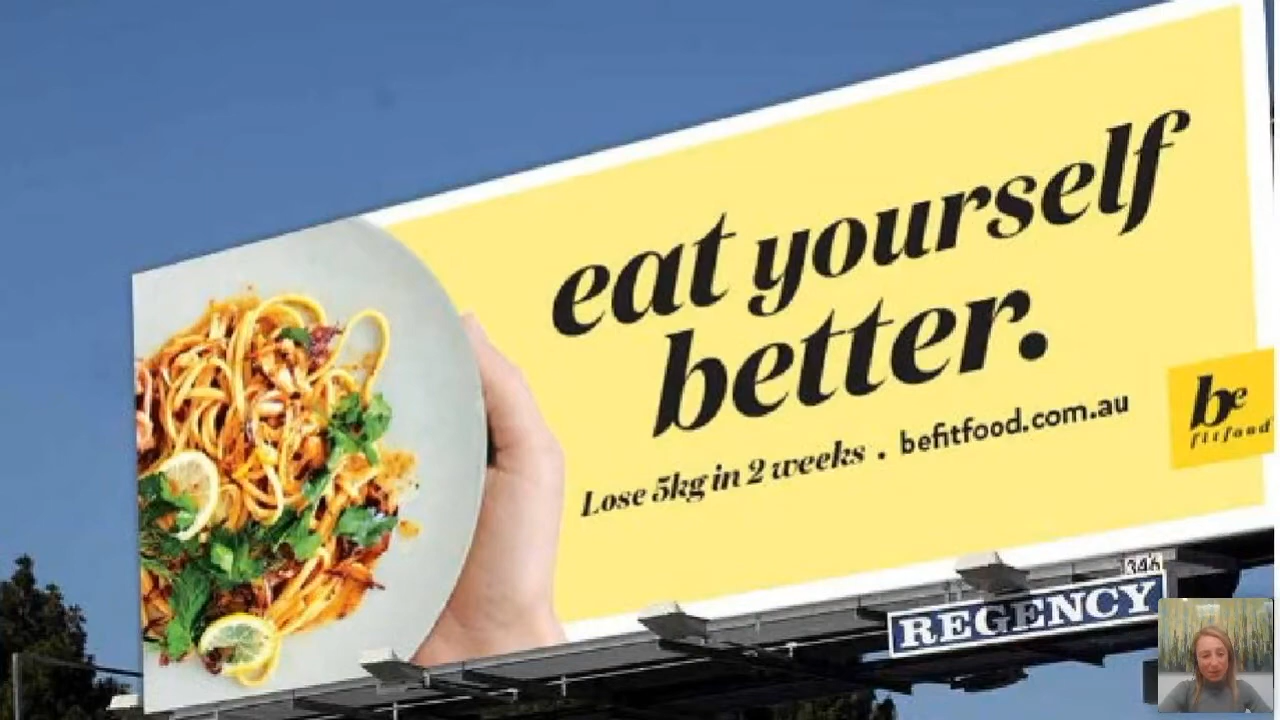 eat yourself
better.
Lose 5kg in 2 weeks . befitfood.com.au
be
fitfood
346
REGENCY